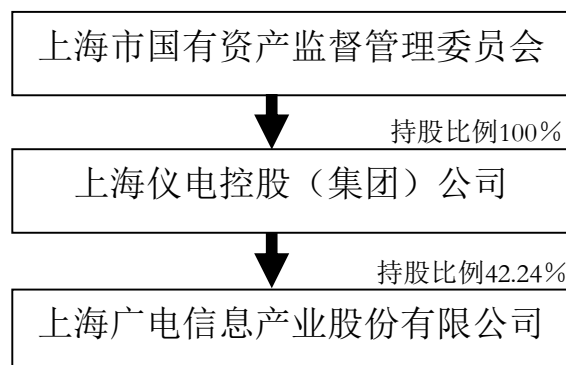 上海市国有资产监督管理委员会
持股比例100%
上海仪电控股（集团）公司
持股比例42.24%
上海广电信息产业股份有限公司